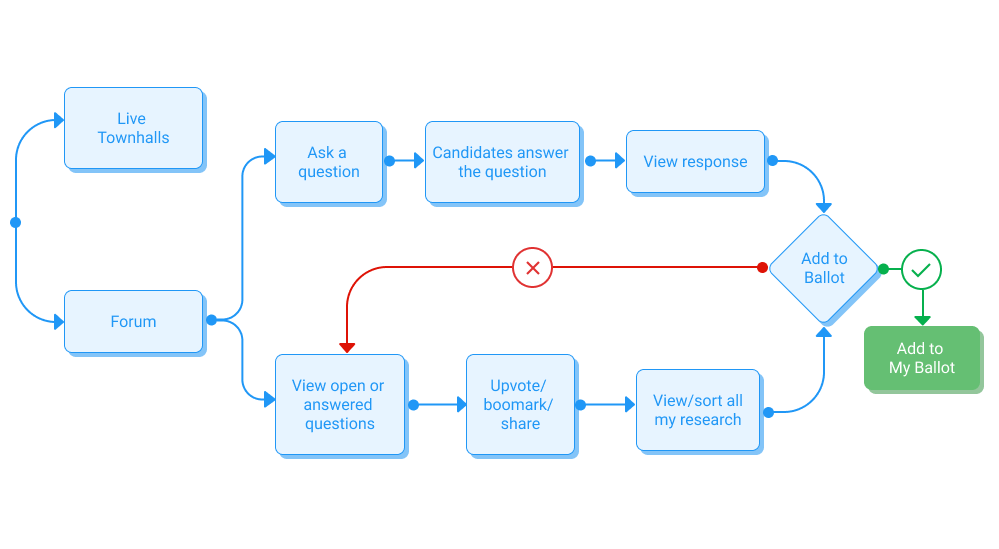 Live
Townhalls
Ask a
question
Candidates answer
the question
View response
Add to
Ballot
Forum
Add to
My Ballot
View open or
answered
questions
Upvote/
boomark/
share
View/sort all
my research